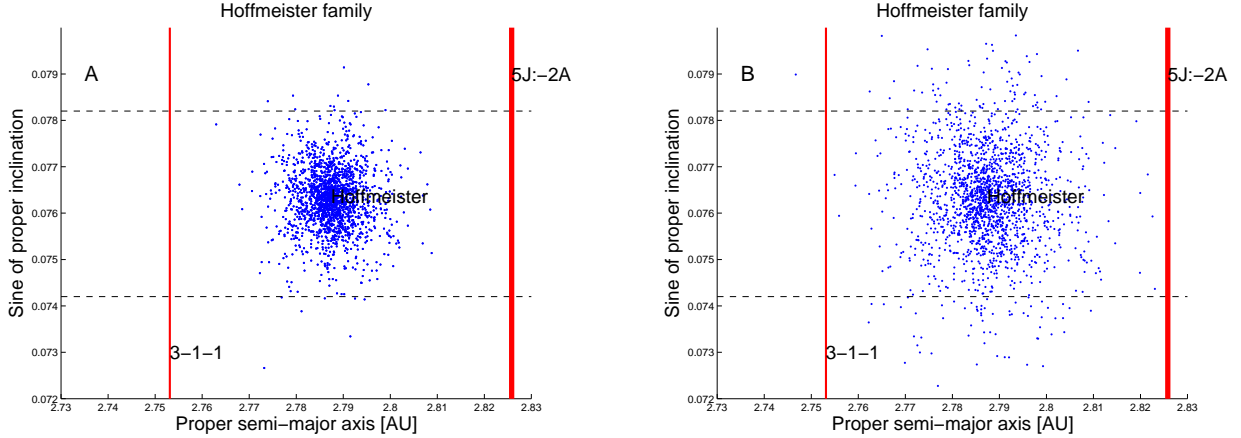 Hoffmeister family
A
5J:−2A
Hoffmeister
3−1−1
0.079
0.078
0.077
0.076
0.075
0.074
0.073
0.072
Sine of proper inclination
2.73 2.74 2.75 2.76 2.77 2.78 2.79 2.8 2.81 2.82 2.83
Proper semi−major axis [AU]
Hoffmeister family
B
5J:−2A
Hoffmeister
3−1−1
0.079
0.078
0.077
0.076
0.075
0.074
0.073
0.072
Sine of proper inclination
2.73 2.74 2.75 2.76 2.77 2.78 2.79 2.8 2.81 2.82 2.83
Proper semi−major axis [AU]